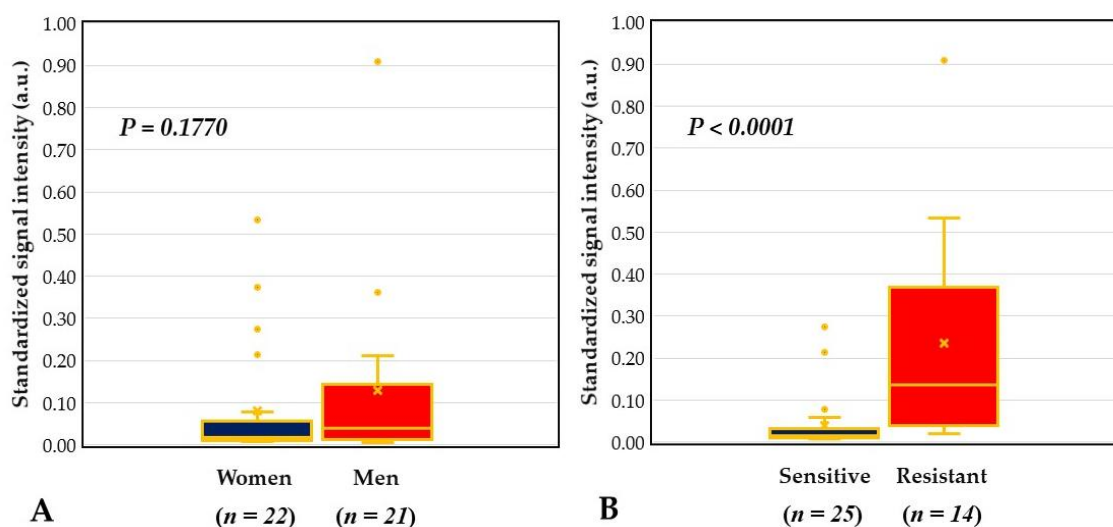 Standardized signal intensity (a.u.)
1.00
0.90
0.80
0.70
0.60
0.50
0.40
0.30
0.20
0.10
0.00
P = 0.1770
Women
Men
(n = 22)
(n = 21)
A
Standardized signal intensity (a.u.)
1.00
0.90
0.80
0.70
0.60
0.50
0.40
0.30
0.20
0.10
0.00
P < 0.0001
Sensitive
Resistant
(n = 25)
(n = 14)
B